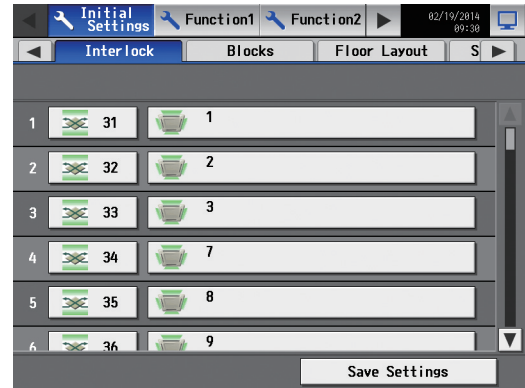 Initial Settings Function1 Function2 02/19/2014 09:30
Interlock Blocks Floor Layout S
1 31 1
2 32 2
3 33 3
4 34 7
5 35 8
6 36 9
Save Settings